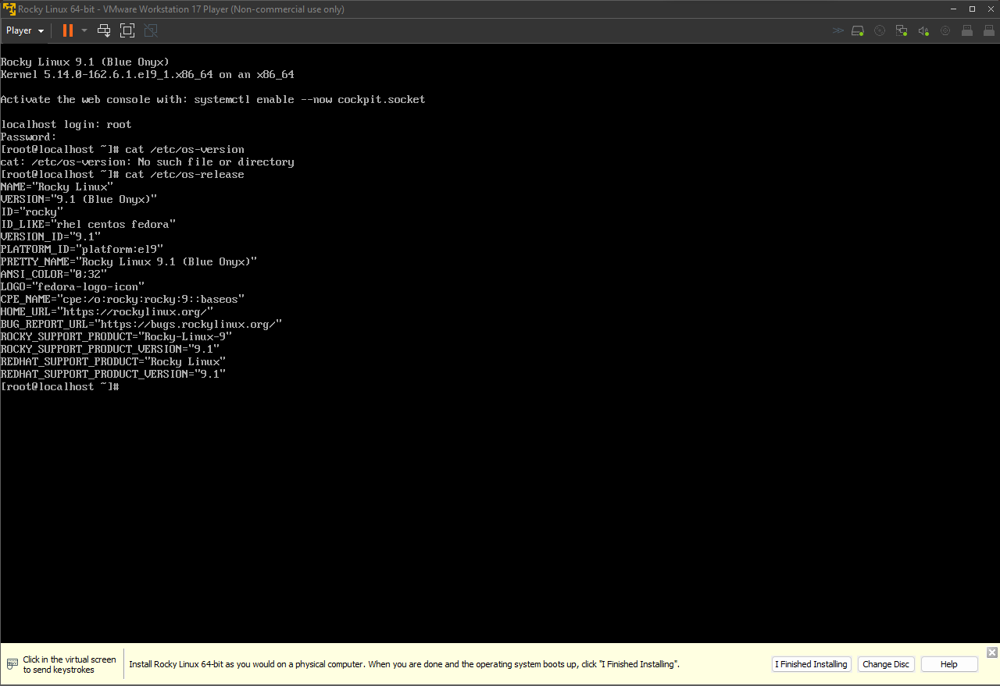 Rocky Linux 64-bit - VMware Workstation 17 Player (Non-commercial use only)
Player
Rocky Linux 9.1 (Blue Onyx)
Kernel 5.14.0-162.6.1.el9_1.x86_64 on an x86_64
Activate the web console with: systemctl enable --now cockpit.socket
localhost login: root
Password:
[root@localhost ~]# cat /etc/os-version
cat: /etc/os-version: No such file or directory
[root@localhost ~]# cat /etc/os-release
NAME="Rocky Linux"
VERSION="9.1 (Blue Onyx)"
ID="rocky"
ID_LIKE="rhel centos fedora"
VERSION_ID="9.1"
PLATFORM_ID="platform:el9"
PRETTY_NAME="Rocky Linux 9.1 (Blue Onyx)"
ANSI_COLOR="0;32"
LOGO="fedora-logo-icon"
CPE_NAME="cpe:/o:rocky:rocky:9::baseos"
HOME_URL="https://rockylinux.org/"
BUG_REPORT_URL="https://bugs.rockylinux.org/"
ROCKY_SUPPORT_PRODUCT="Rocky-Linux-9"
ROCKY_SUPPORT_PRODUCT_VERSION="9.1"
REDHAT_SUPPORT_PRODUCT="Rocky Linux"
REDHAT_SUPPORT_PRODUCT_VERSION="9.1"
[root@localhost ~]#
Click in the virtual screen
to send keystrokes
Install Rocky Linux 64-bit as you would on a physical computer. When you are done and the operating system boots up, click "I Finished Installing".
I Finished Installing
Change Disc
Help